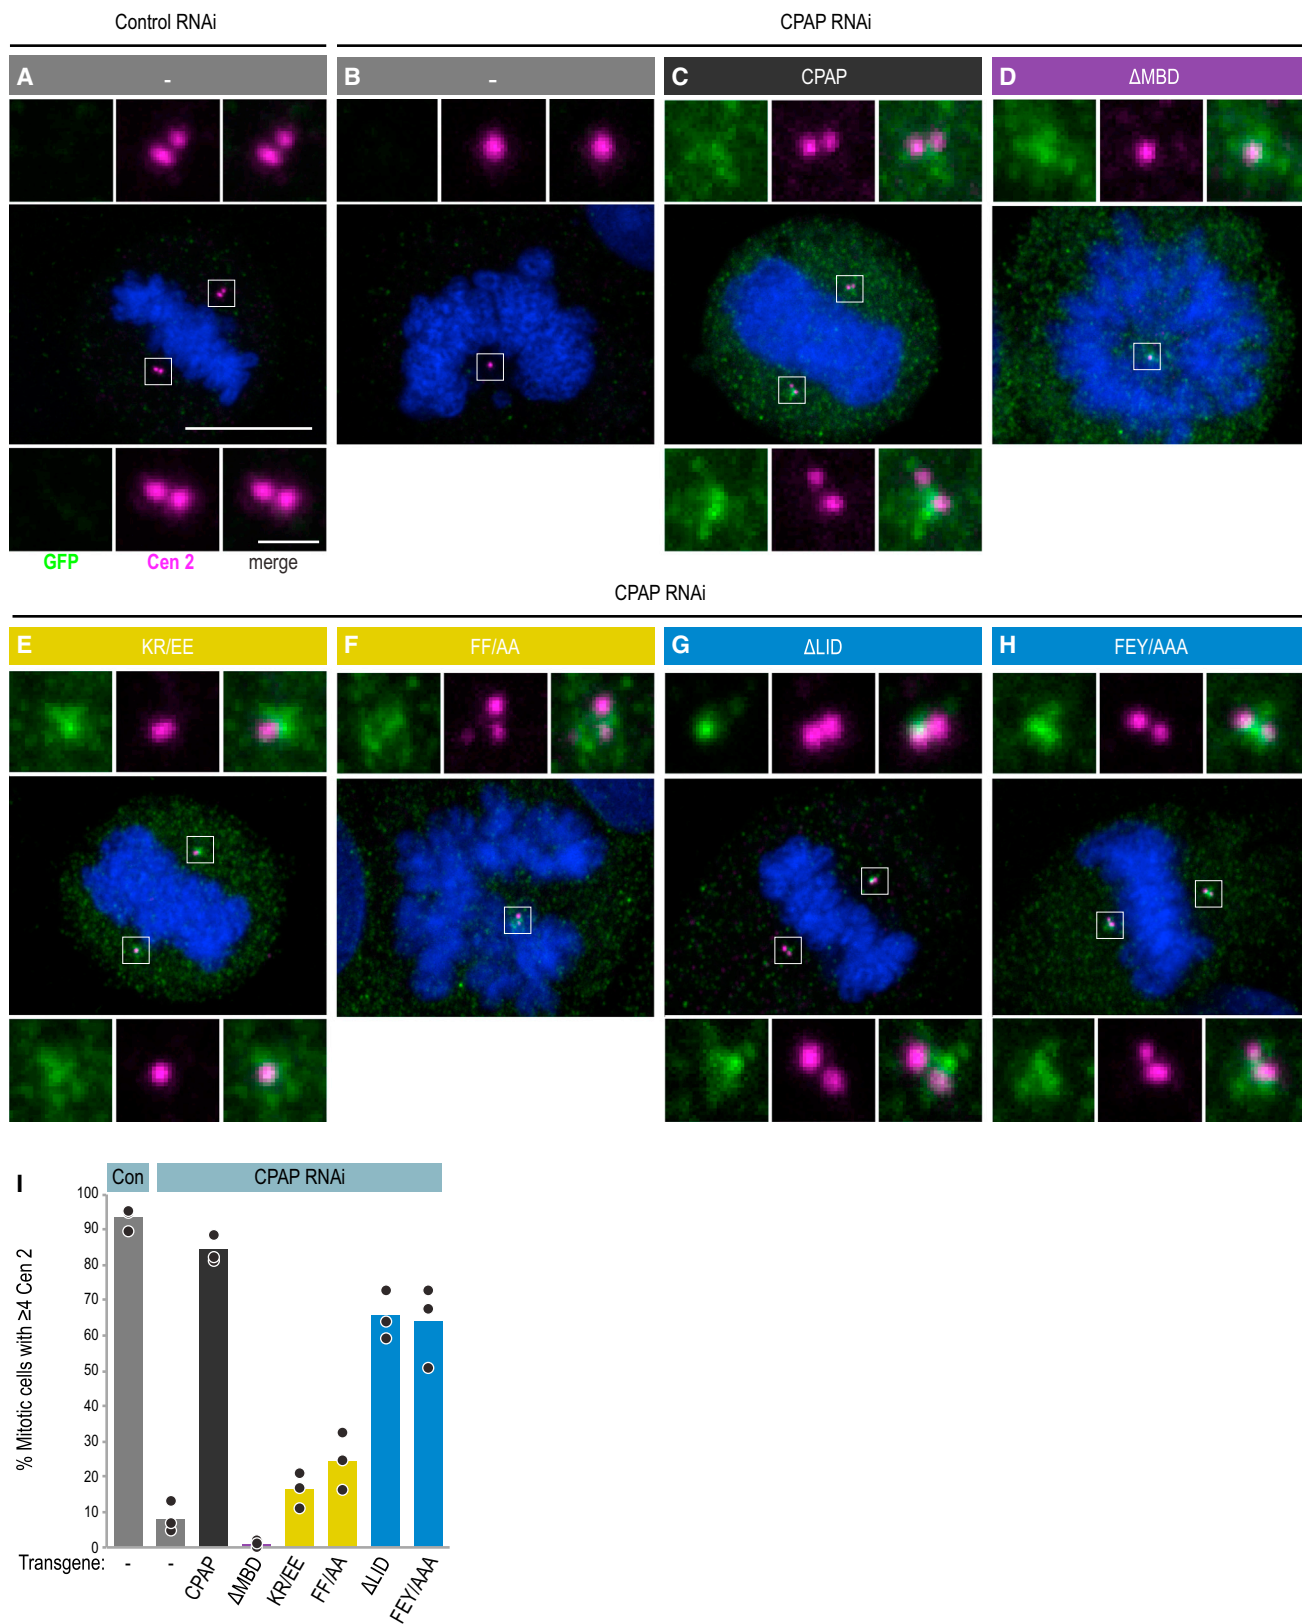 Control RNAi
CPAP RNAi
A -
B -
C CPAP
D ΔMBD
GFP Cen 2 merge
CPAP RNAi
E KR/EE
F FF/AA
G ΔLID
H FEY/AAA
I
Con CPAP RNAi
% Mitotic cells with ≥4 Cen 2
100
90
80
70
60
50
40
30
20
10
0
Transgene: - - CPAP ΔMBD KR/EE FF/AA ΔLID FEY/AAA